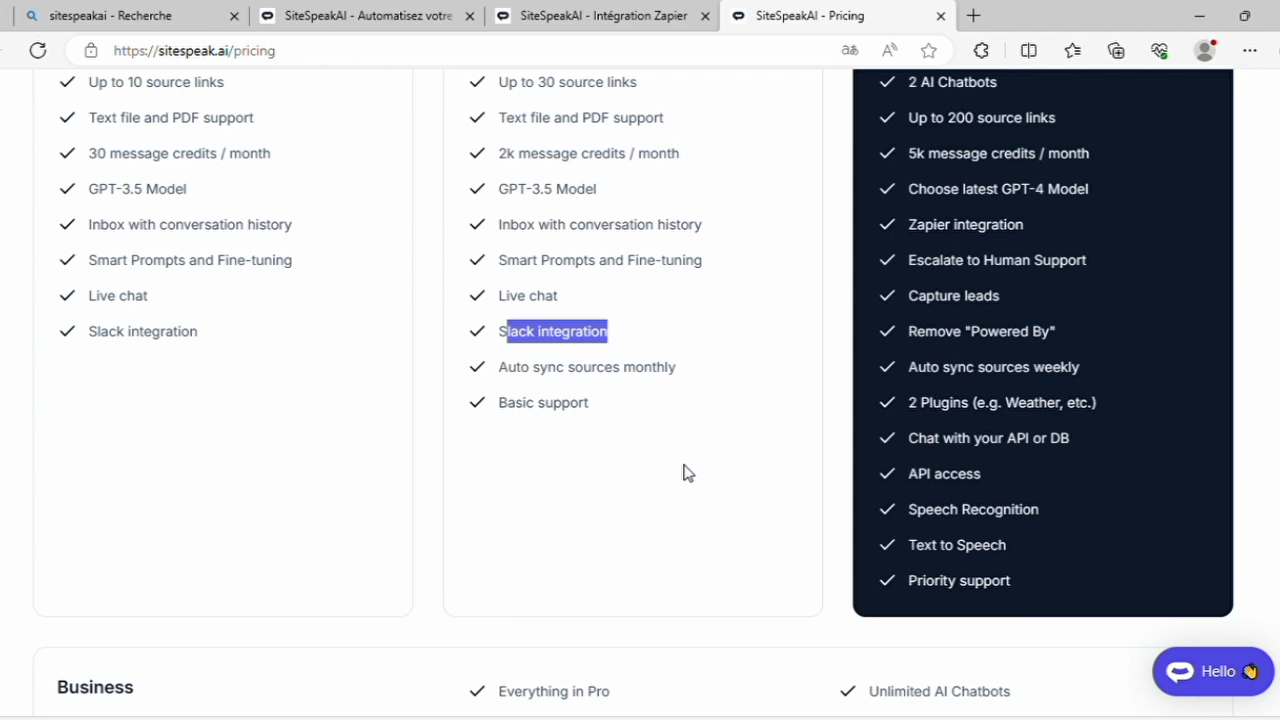 sitespeakai - Recherche
SiteSpeakAI - Automatisez votre
SiteSpeakAI - Intégration Zapier
SiteSpeakAI - Pricing
https://sitespeak.ai/pricing
Up to 10 source links
Text file and PDF support
30 message credits / month
GPT-3.5 Model
Inbox with conversation history
Smart Prompts and Fine-tuning
Live chat
Slack integration
Up to 30 source links
Text file and PDF support
2k message credits / month
GPT-3.5 Model
Inbox with conversation history
Smart Prompts and Fine-tuning
Live chat
Slack integration
Auto sync sources monthly
Basic support
2 AI Chatbots
Up to 200 source links
5k message credits / month
Choose latest GPT-4 Model
Zapier integration
Escalate to Human Support
Capture leads
Remove "Powered By"
Auto sync sources weekly
2 Plugins (e.g. Weather, etc.)
Chat with your API or DB
API access
Speech Recognition
Text to Speech
Priority support
Business
Everything in Pro
Unlimited AI Chatbots
Hello 👋